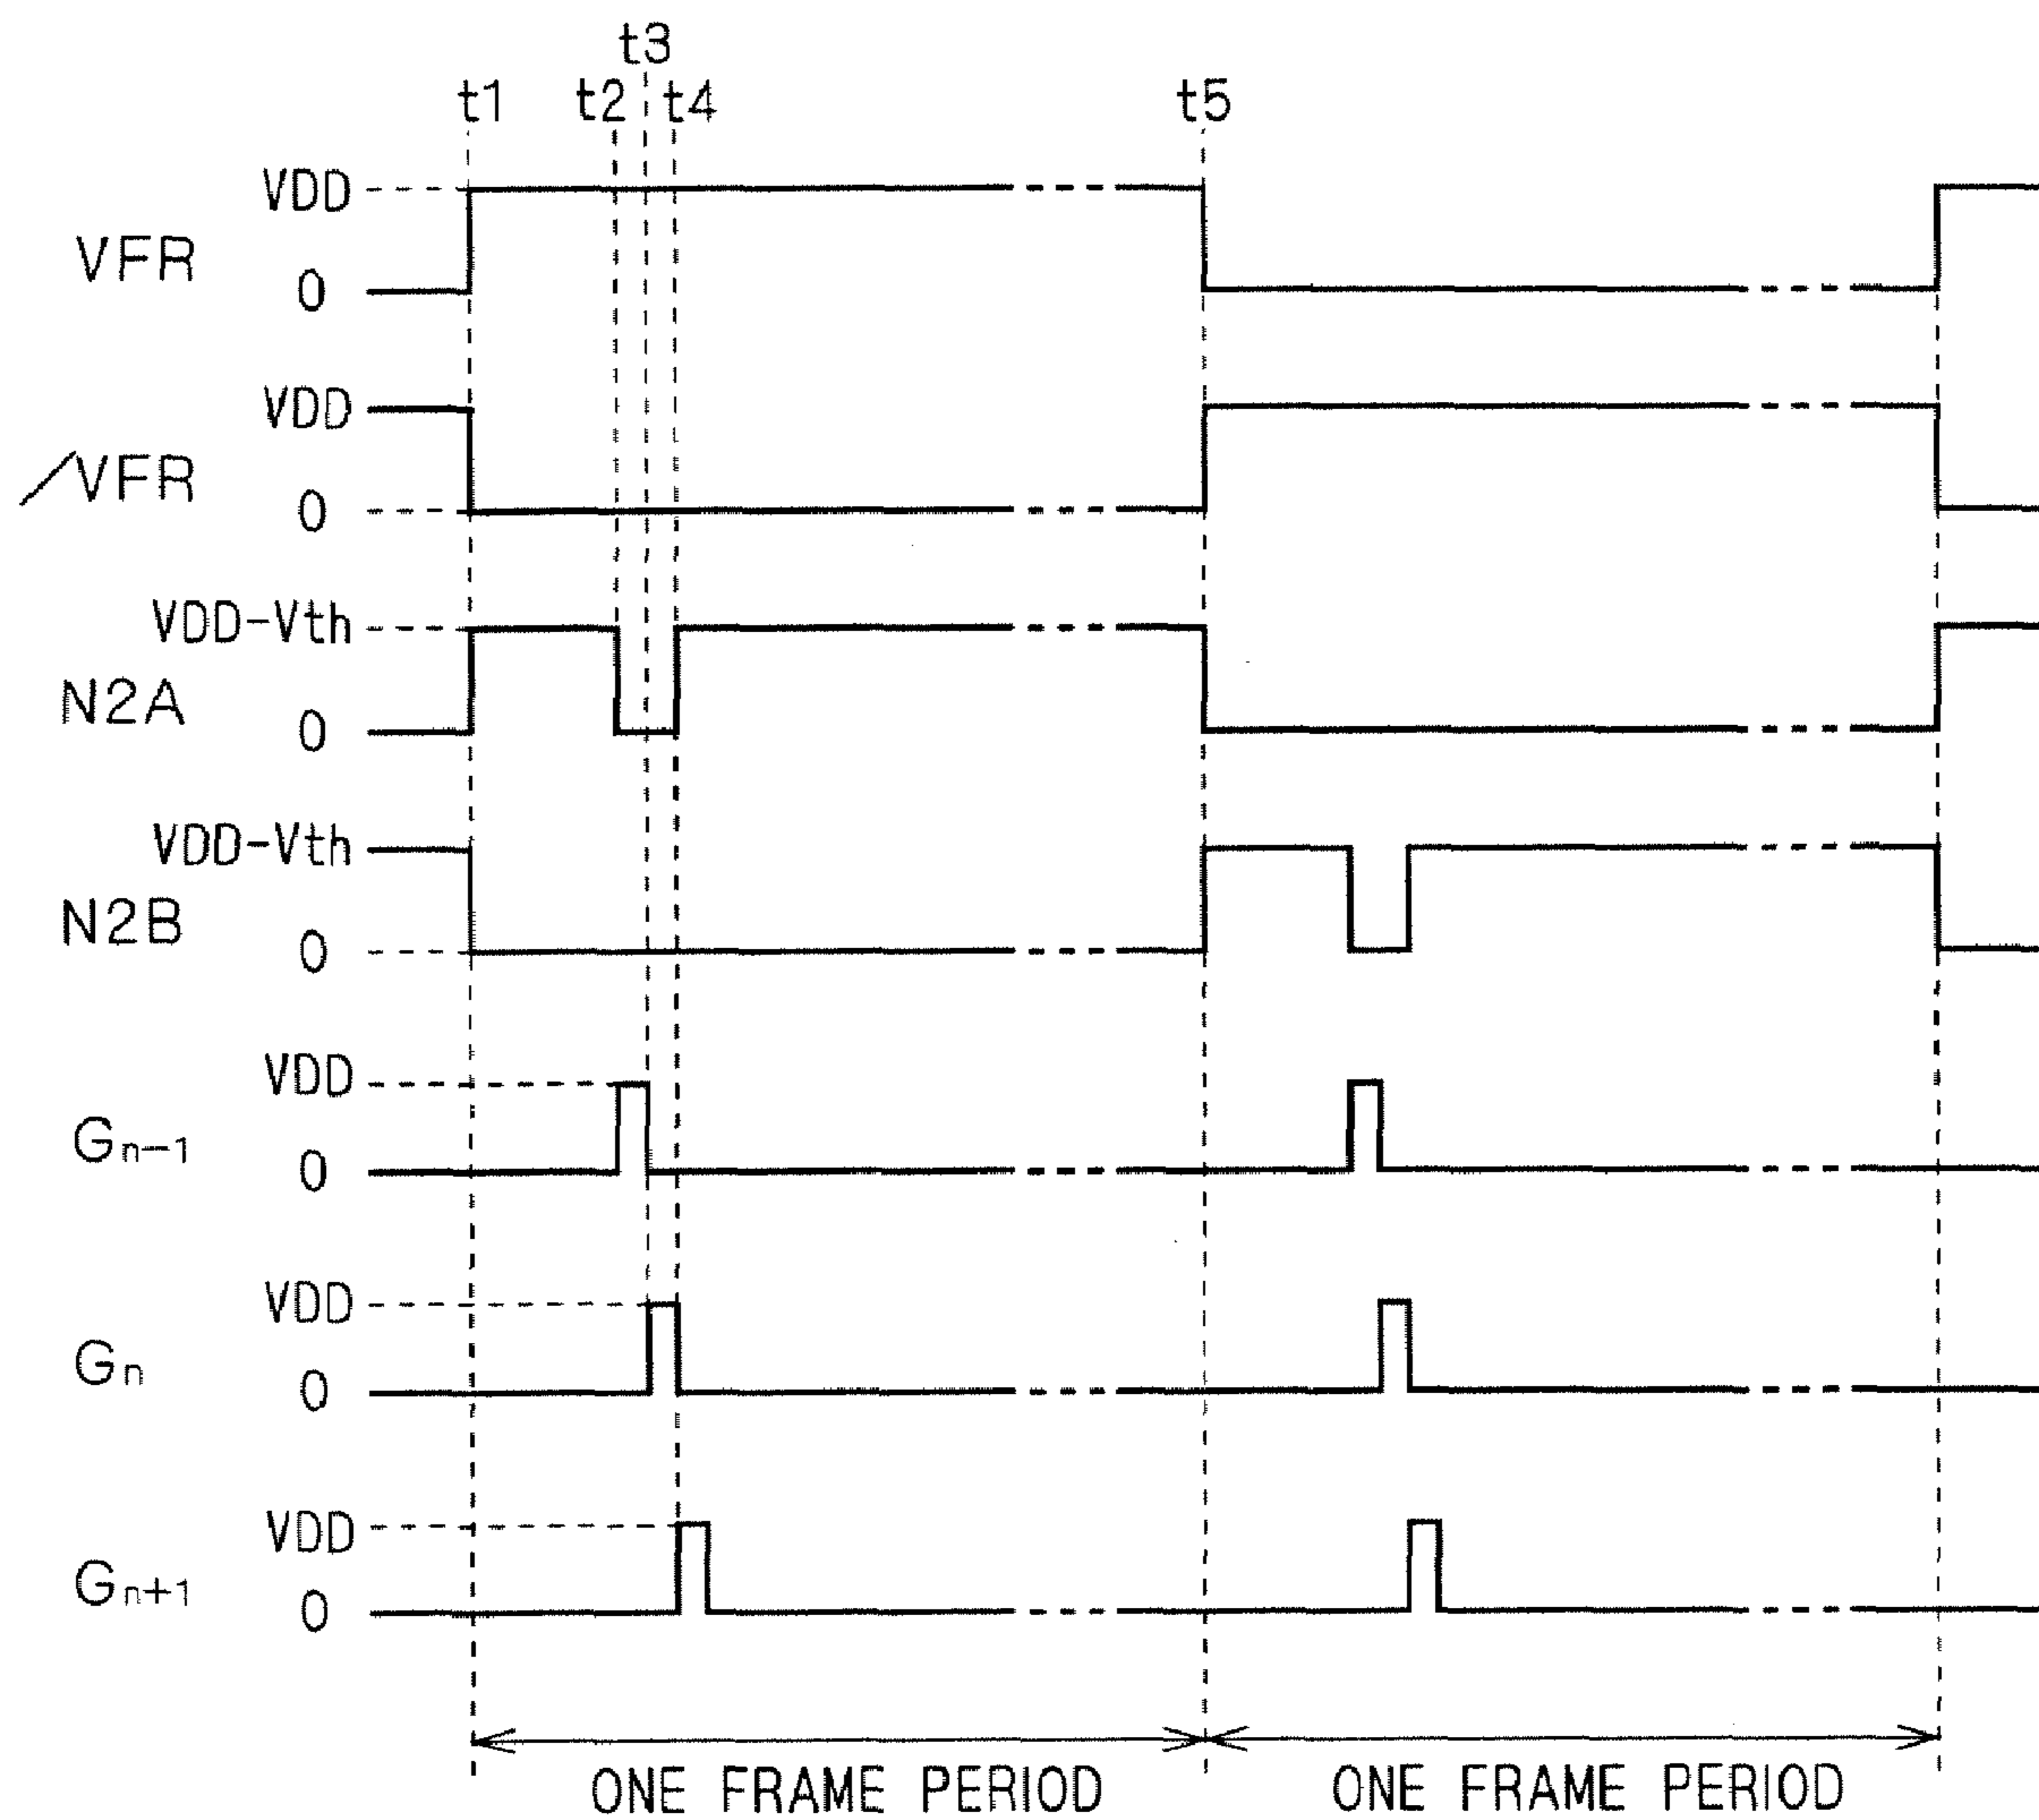 t3
t1 t2 t4 t5
VDD
VFR
0
VDD
/VFR
0
VDD-Vth
N2A
0
VDD-Vth
N2B
0
VDD
Gn-1
0
VDD
Gn
0
VDD
Gn+1
0
ONE FRAME PERIOD ONE FRAME PERIOD